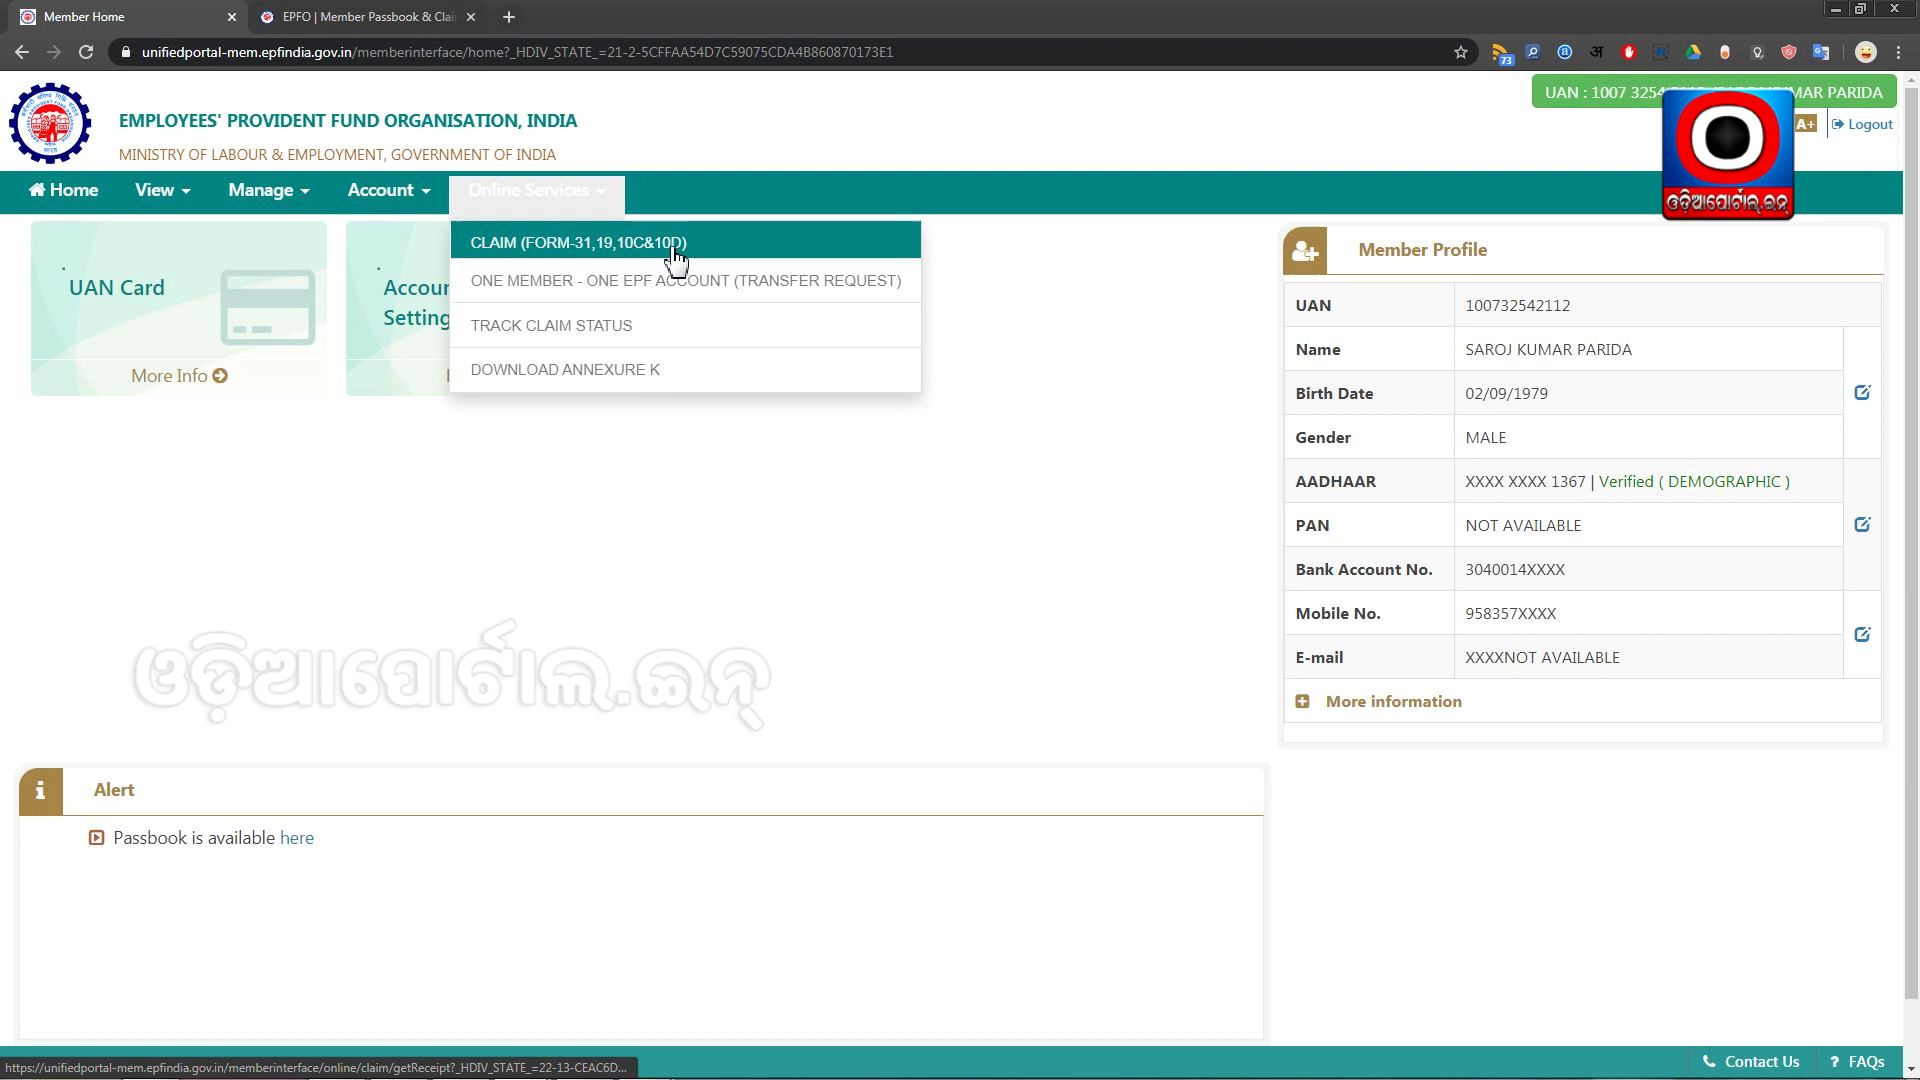 Member Home
EPFO | Member Passbook & Clai
unifiedportal-mem.epfindia.gov.in/memberinterface/home?_HDIV_STATE_=21-2-5CFFAA54D7C59075CDA4B860870173E1
73
UAN : 1007 3254
MAR PARIDA
EMPLOYEES' PROVIDENT FUND ORGANISATION, INDIA
MINISTRY OF LABOUR & EMPLOYMENT, GOVERNMENT OF INDIA
A+
Logout
ଓଡ଼ିଆପୋର୍ଟାଲ୍.ଇନ୍
Home
View
Manage
Account
Online Services
CLAIM (FORM-31,19,10C&10D)
ONE MEMBER - ONE EPF ACCOUNT (TRANSFER REQUEST)
TRACK CLAIM STATUS
DOWNLOAD ANNEXURE K
UAN Card
More Info
Accoun
Setting
Member Profile
UAN 100732542112
Name SAROJ KUMAR PARIDA
Birth Date 02/09/1979
Gender MALE
AADHAAR XXXX XXXX 1367 | Verified ( DEMOGRAPHIC )
PAN NOT AVAILABLE
Bank Account No. 3040014XXXX
Mobile No. 958357XXXX
E-mail XXXXNOT AVAILABLE
More information
ଓଡ଼ିଆପୋର୍ଟାଲ୍.ଇନ୍
Alert
Passbook is available here
https://unifiedportal-mem.epfindia.gov.in/memberinterface/online/claim/getReceipt?_HDIV_STATE_=22-13-CEAC6D...
Contact Us
? FAQs